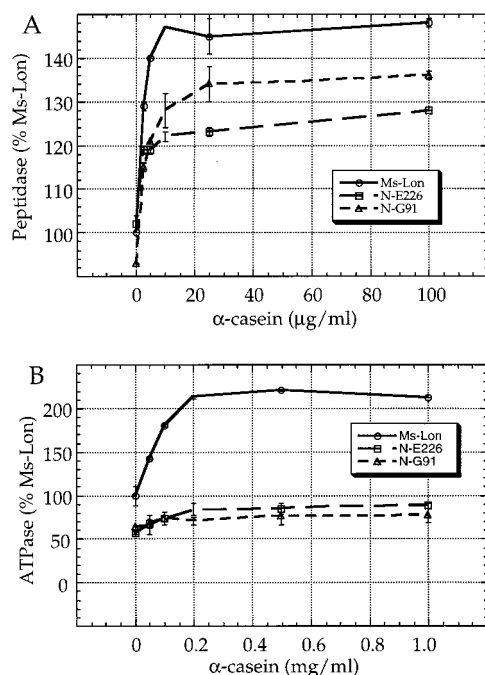 A
Peptidase (% Ms-Lon)
140
130
120
110
100
Ms-Lon
N-E226
N-G91
0 20 40 60 80 100
α-casein (µg/ml)
B
ATPase (% Ms-Lon)
200
150
100
50
0
Ms-Lon
N-E226
N-G91
0 0.2 0.4 0.6 0.8 1.0
α-casein (mg/ml)